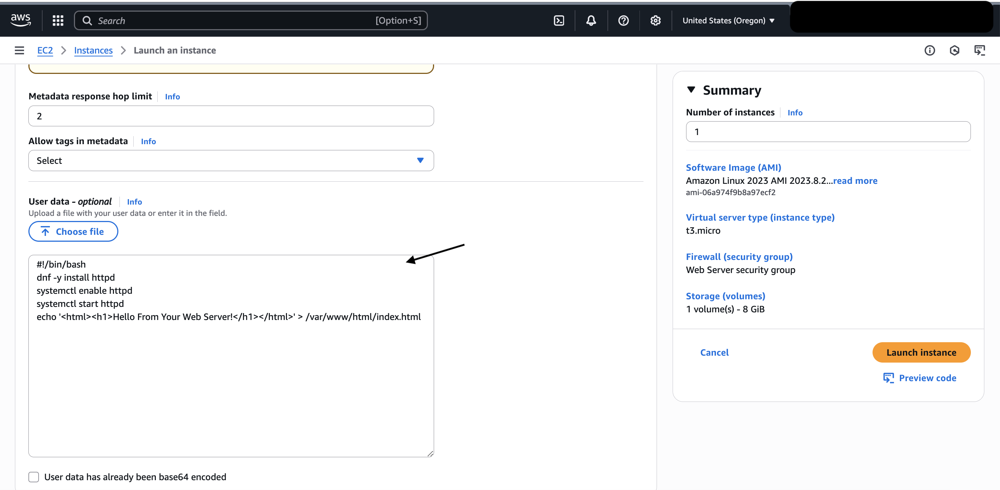 aws
Search [Option+S]
United States (Oregon)
EC2 > Instances > Launch an instance
Metadata response hop limit | Info
2
Allow tags in metadata | Info
Select
User data - optional | Info
Upload a file with your user data or enter it in the field.
Choose file
#!/bin/bash
dnf -y install httpd
systemctl enable httpd
systemctl start httpd
echo '<html><h1>Hello From Your Web Server!</h1></html>' > /var/www/html/index.html
User data has already been base64 encoded
Summary
Number of instances | Info
1
Software Image (AMI)
Amazon Linux 2023 AMI 2023.8.2...read more
ami-06a974f9b8a97ecf2
Virtual server type (instance type)
t3.micro
Firewall (security group)
Web Server security group
Storage (volumes)
1 volume(s) - 8 GiB
Cancel
Launch instance
Preview code